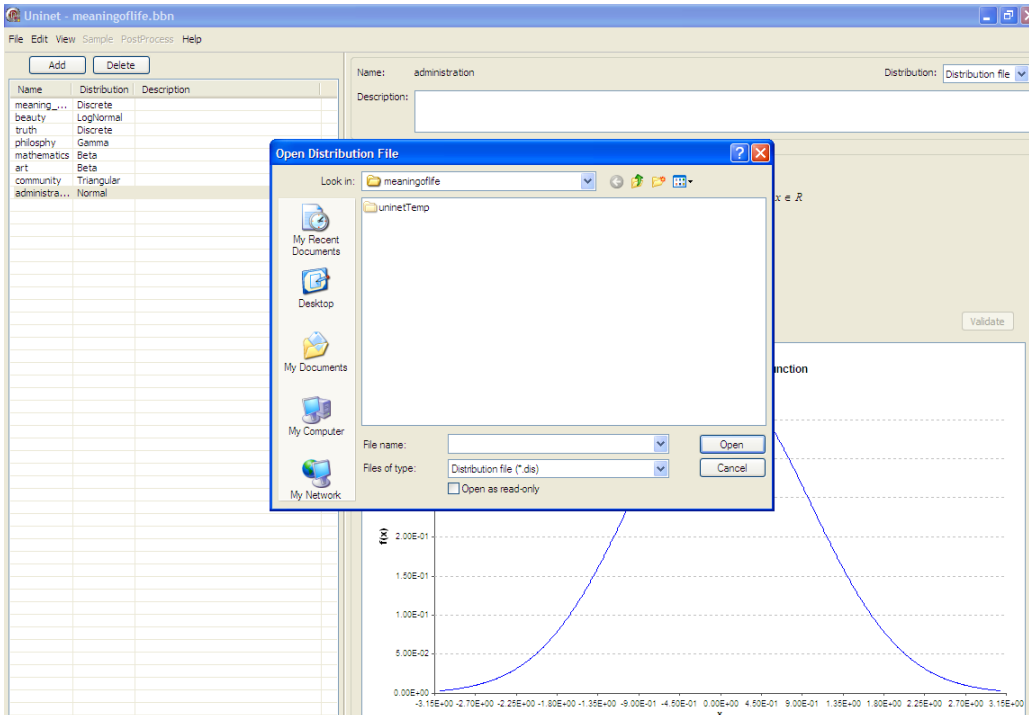 Uninet - meaningoflife.bbn
File Edit View Sample PostProcess Help
Add Delete
Name Distribution Description
meaning_... Discrete
beauty LogNormal
truth Discrete
philosphy Gamma
mathematics Beta
art Beta
community Triangular
administra... Normal
Name: administration Distribution: Distribution file
Description:
Open Distribution File
Look in: meaningoflife
uninetTemp
My Recent
Documents
Desktop
My Documents
My Computer
My Network
File name: Open
Files of type: Distribution file (*.dis) Cancel
Open as read-only
x ∈ R
Validate
nction
f(x)
2.00E-01
1.50E-01
1.00E-01
5.00E-02
0.00E+00
-3.15E+00 -2.70E+00 -2.25E+00 -1.80E+00 -1.35E+00 -9.00E-01 -4.50E-01 0.00E+00 4.50E-01 9.00E-01 1.35E+00 1.80E+00 2.25E+00 2.70E+00 3.15E+00
x